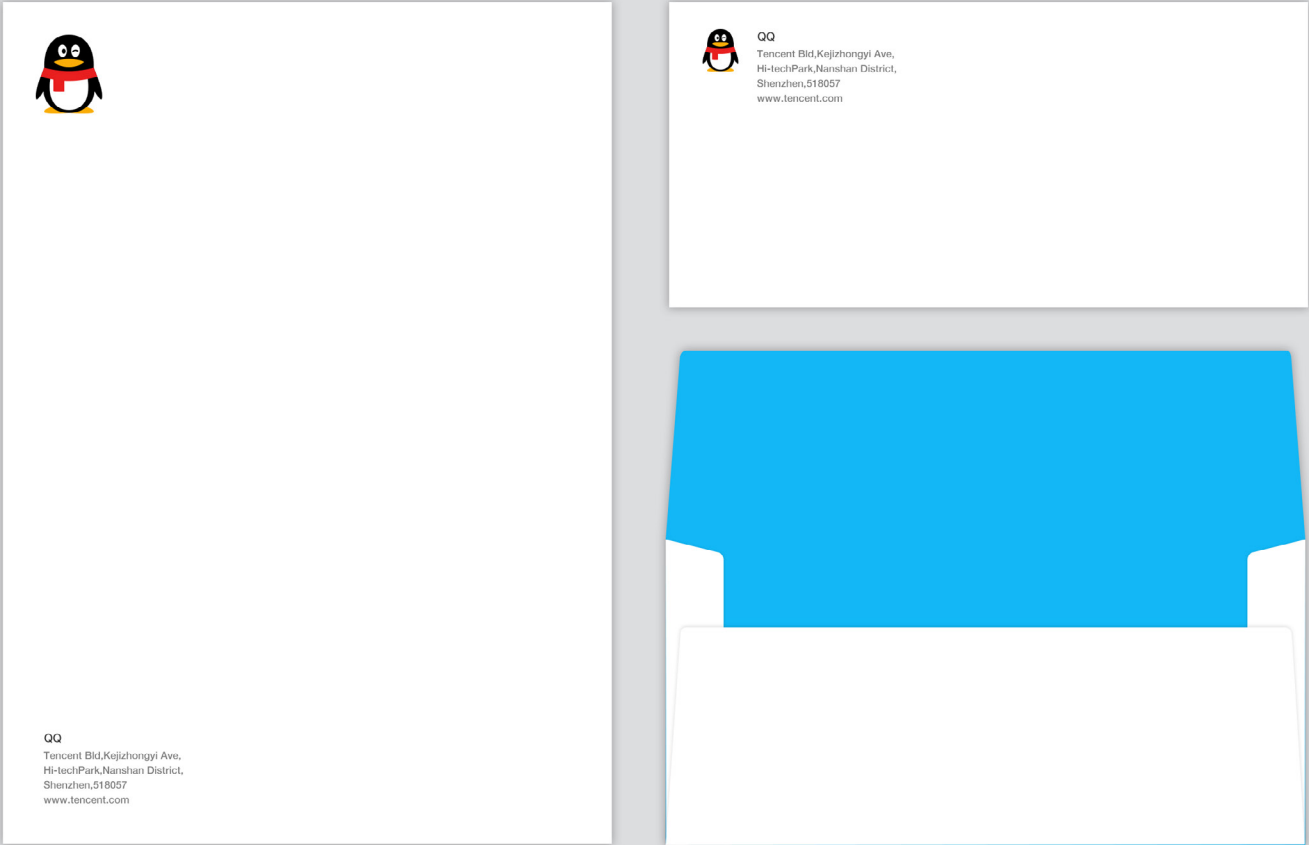 QQ
Tencent Bld,Kejizhongyi Ave,
Hi-techPark,Nanshan District,
Shenzhen,518057
www.tencent.com
QQ
Tencent Bld,Kejizhongyi Ave,
Hi-techPark,Nanshan District,
Shenzhen,518057
www.tencent.com